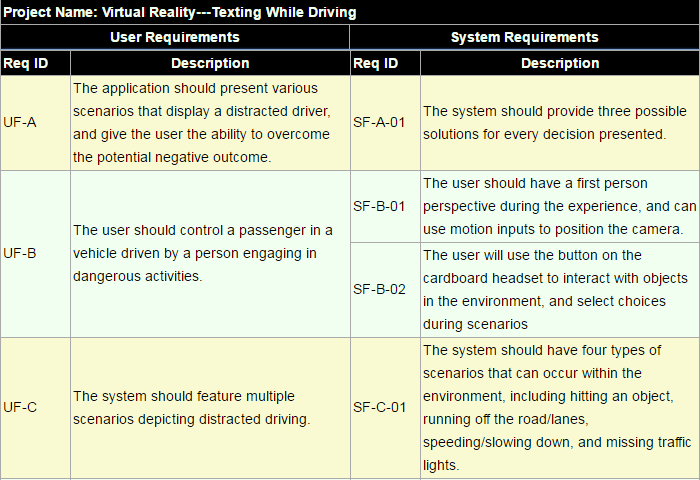 Project Name: Virtual Reality---Texting While Driving
User Requirements System Requirements
Req ID Description Req ID Description
UF-A
The application should present various
scenarios that display a distracted driver,
and give the user the ability to overcome
the potential negative outcome.
SF-A-01
The system should provide three possible
solutions for every decision presented.
UF-B
The user should control a passenger in a
vehicle driven by a person engaging in
dangerous activities.
SF-B-01
The user should have a first person
perspective during the experience, and can
use motion inputs to position the camera.
SF-B-02
The user will use the button on the
cardboard headset to interact with objects
in the environment, and select choices
during scenarios
UF-C
The system should feature multiple
scenarios depicting distracted driving.
SF-C-01
The system should have four types of
scenarios that can occur within the
environment, including hitting an object,
running off the road/lanes,
speeding/slowing down, and missing traffic
lights.